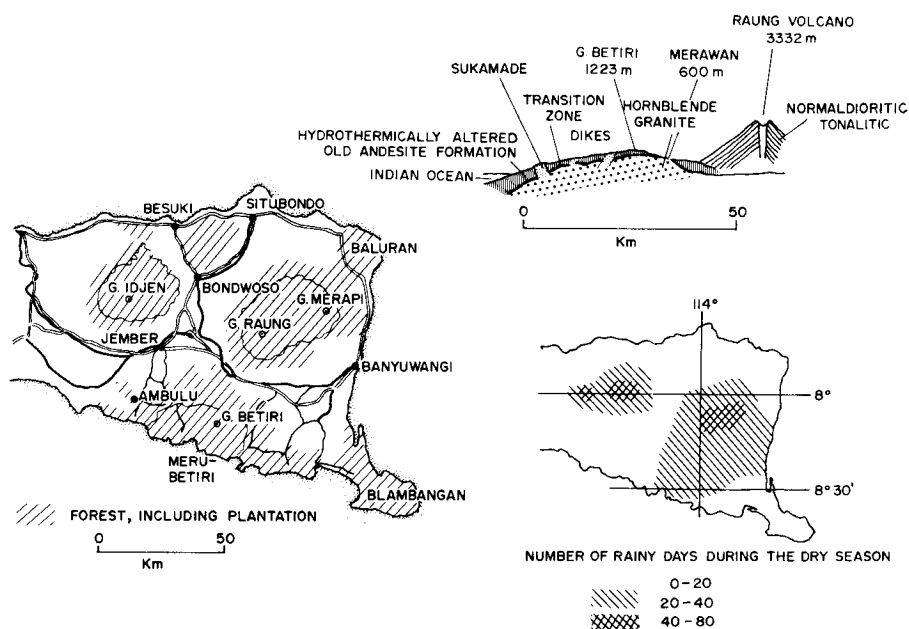 RAUNG VOLCANO
3332 m
G. BETIRI
1223 m
MERAWAN
600 m
SUKAMADE
TRANSITION
ZONE
DIKES
HORNBLENDE
GRANITE
NORMALDIORITIC
TONALITIC
HYDROTHERMICALLY ALTERED
OLD ANDESITE FORMATION
INDIAN OCEAN
0
50
Km
BESUKI
SITUBONDO
BALURAN
G. IDJEN
BONDWOSO
G. MERAPI
G. RAUNG
JEMBER
BANYUWANGI
AMBULU
G. BETIRI
MERU-
BETIRI
BLAMBANGAN
FOREST, INCLUDING PLANTATION
0
50
Km
114°
8°
8° 30'
NUMBER OF RAINY DAYS DURING THE DRY SEASON
0-20
20-40
40-80